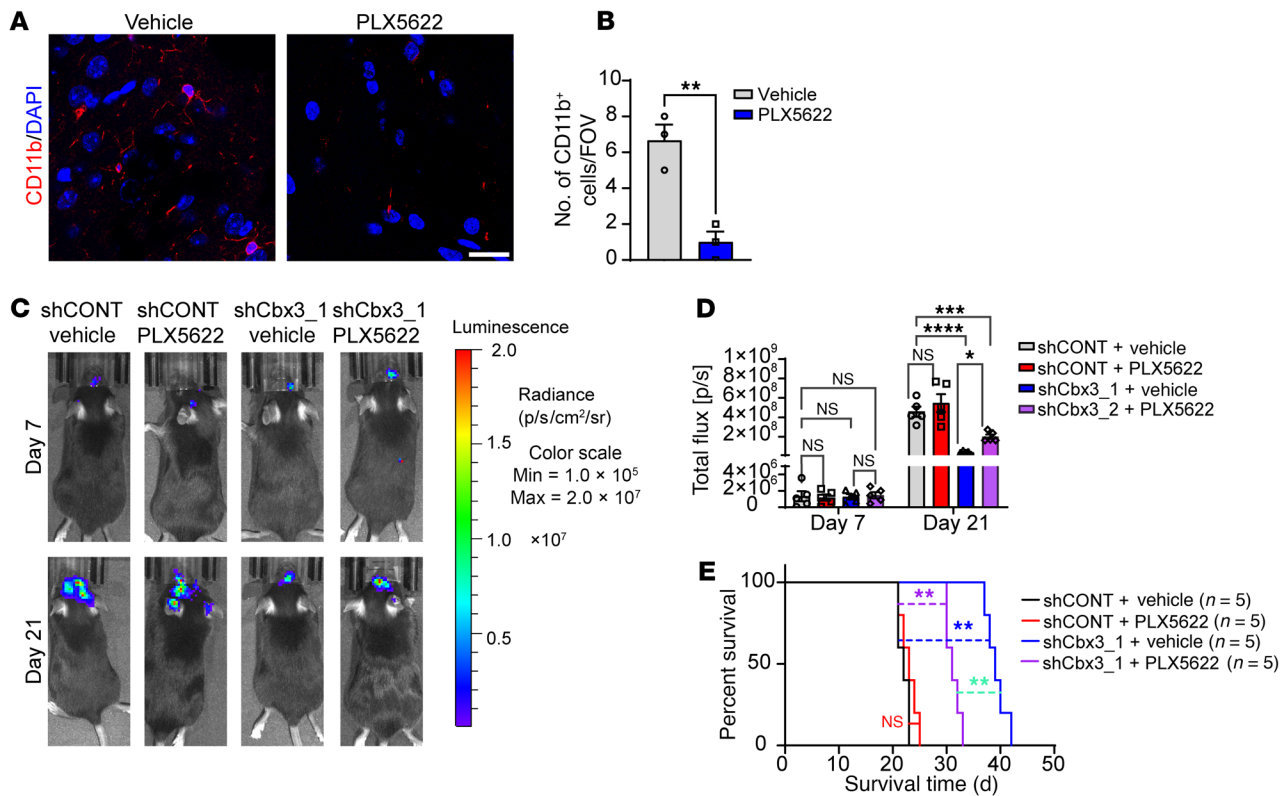 A
Vehicle
PLX5622
CD11b/DAPI
B
10
8
6
4
2
0
No. of CD11b⁺
cells/FOV
**
Vehicle
PLX5622
C
shCONT
vehicle
shCONT
PLX5622
shCbx3_1
vehicle
shCbx3_1
PLX5622
Day 7
Day 21
Luminescence
2.0
1.5
1.0
×10⁷
0.5
Radiance
(p/s/cm²/sr)
Color scale
Min = 1.0 × 10⁵
Max = 2.0 × 10⁷
D
Total flux [p/s]
1×10⁹
8×10⁸
6×10⁸
4×10⁸
2×10⁸
4×10⁶
2×10⁶
0
NS
NS
NS
NS
NS
***
****
*
Day 7
Day 21
shCONT + vehicle
shCONT + PLX5622
shCbx3_1 + vehicle
shCbx3_2 + PLX5622
E
Percent survival
100
50
0
**
**
**
NS
0
10
20
30
40
50
Survival time (d)
shCONT + vehicle (n = 5)
shCONT + PLX5622 (n = 5)
shCbx3_1 + vehicle (n = 5)
shCbx3_1 + PLX5622 (n = 5)